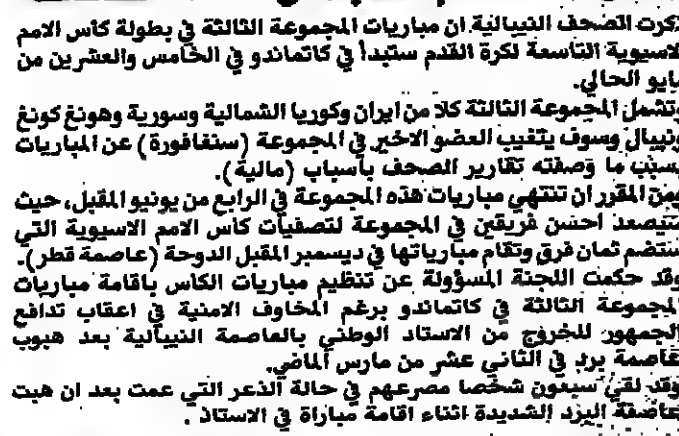 ذكرت الصحف النيبالية ان مباريات المجموعة الثالثة في بطولة كأس الامم
لاسيوية التاسعة لكرة القدم ستبدأ في كاتماندو في الخامس والعشرين من
مايو الحالي.
وتشمل المجموعة الثالثة كلا من ايران وكوريا الشمالية وسورية وهونغ كونغ
ونيبال وسوف يتغيب العضو الاخير في المجموعة (سنغافورة) عن المباريات
بسبب ما وصفته تقارير الصحف بأسباب (مالية).
ومن المقرر ان تنتهي مباريات هذه المجموعة في الرابع من يونيو المقبل، حيث
سيصعد احسن فريقين في المجموعة لتصفيات كأس الامم الاسيوية التي
ستضم ثمان فرق وتقام مبارياتها في ديسمبر المقبل الدوحة (عاصمة قطر).
وقد حكمت اللجنة المسؤولة عن تنظيم مباريات الكاس باقامة مباريات
المجموعة الثالثة في كاتماندو برغم المخاوف الامنية في اعقاب تدافع
الجمهور للخروج من الاستاد الوطني بالعاصمة النيبالية بعد هبوب
عاصفة برد في الثاني عشر من مارس الماضي.
وقد لقي سبعون شخصا مصرعهم في حالة الذعر التي عمت بعد ان هبت
عاصفة البرد الشديدة اثناء اقامة مباراة في الاستاذ .